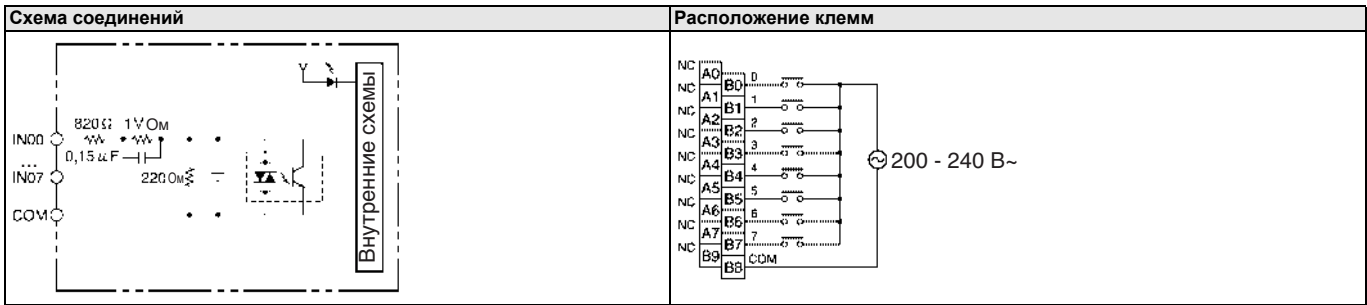 Схема соединений
Расположение клемм
IN00
...
IN07
COM
820Ω
1VОм
0,15uF
220Ом
Внутренние схемы
NC
NC
NC
NC
NC
NC
NC
NC
NC
A0
A1
A2
A3
A4
A5
A6
A7
B9
B0
B1
B2
B3
B4
B5
B6
B7
B8
0
1
2
3
4
5
6
7
COM
200 - 240 В~